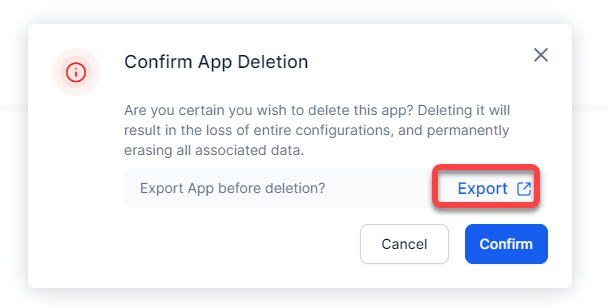 Confirm App Deletion
Are you certain you wish to delete this app? Deleting it will
result in the loss of entire configurations, and permanently
erasing all associated data.
Export App before deletion? Export
Cancel Confirm